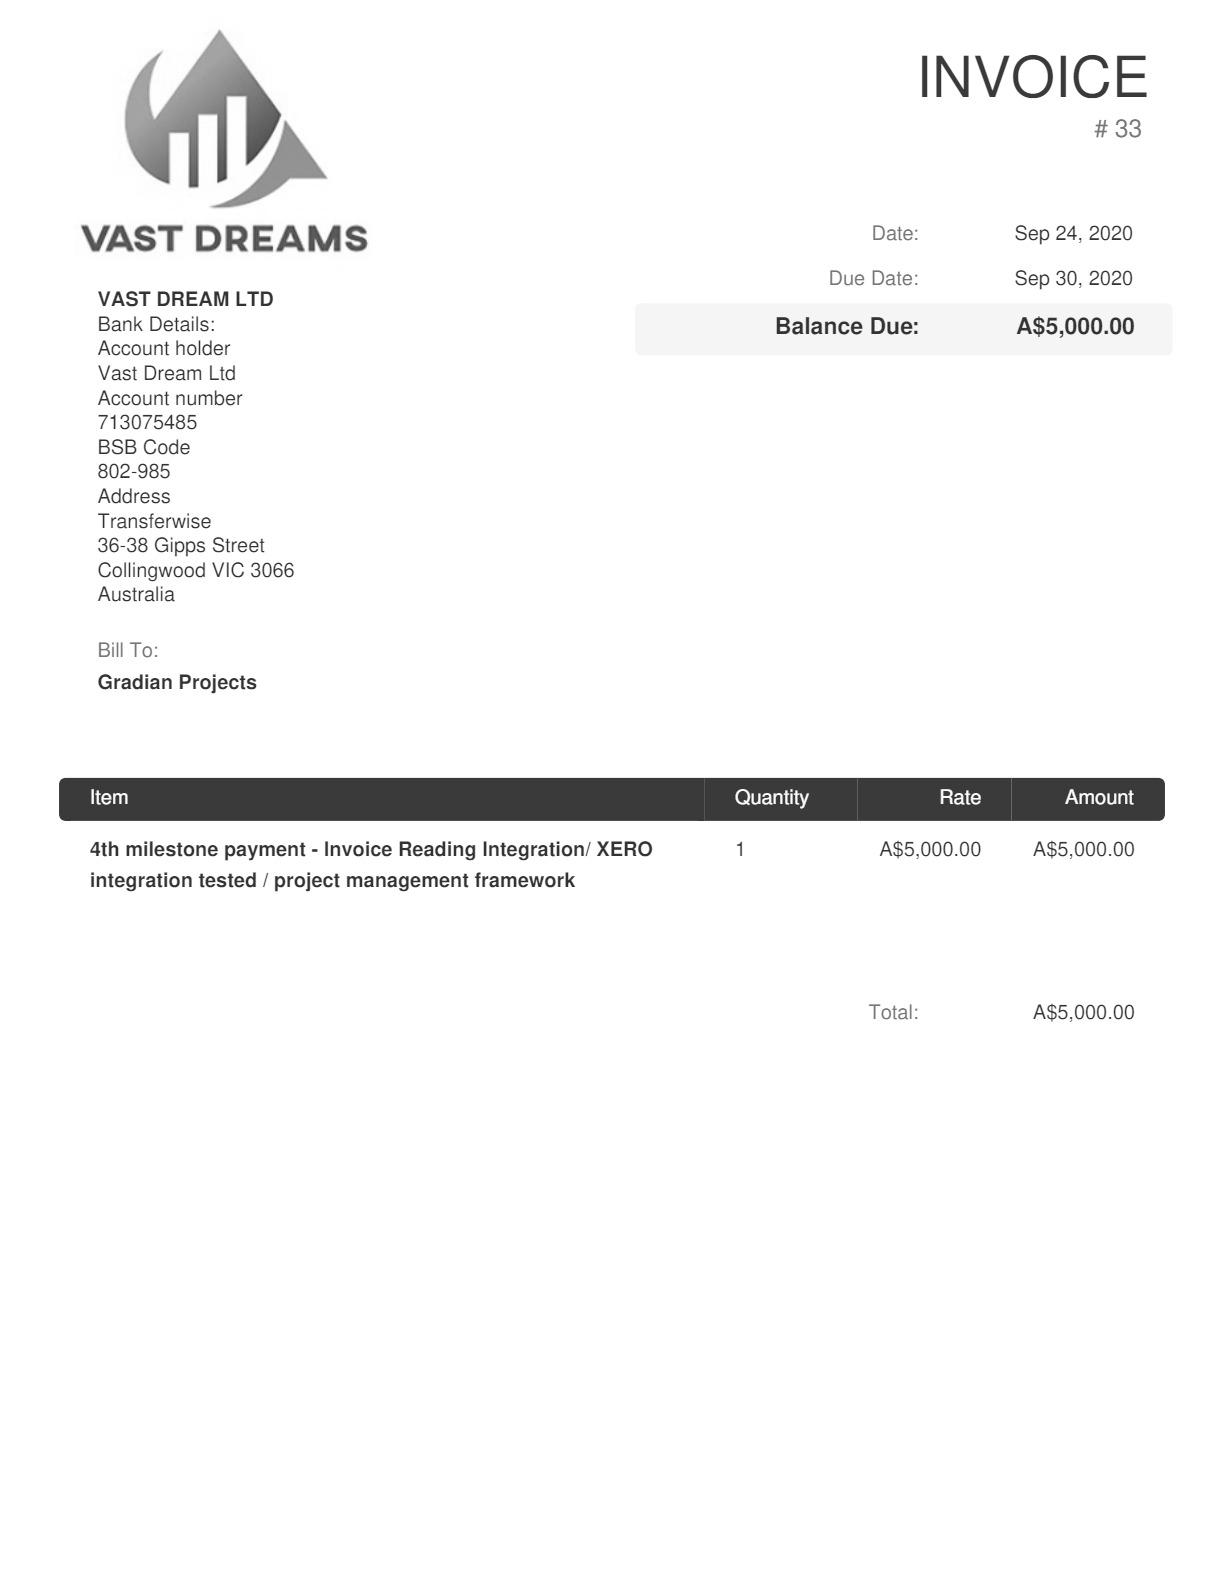 VAST DREAMS
INVOICE
# 33
Date: Sep 24, 2020
Due Date: Sep 30, 2020
Balance Due: A$5,000.00
VAST DREAM LTD
Bank Details:
Account holder
Vast Dream Ltd
Account number
713075485
BSB Code
802-985
Address
Transferwise
36-38 Gipps Street
Collingwood VIC 3066
Australia
Bill To:
Gradian Projects
Item Quantity Rate Amount
4th milestone payment - Invoice Reading Integration/ XERO 1 A$5,000.00 A$5,000.00
integration tested / project management framework
Total: A$5,000.00